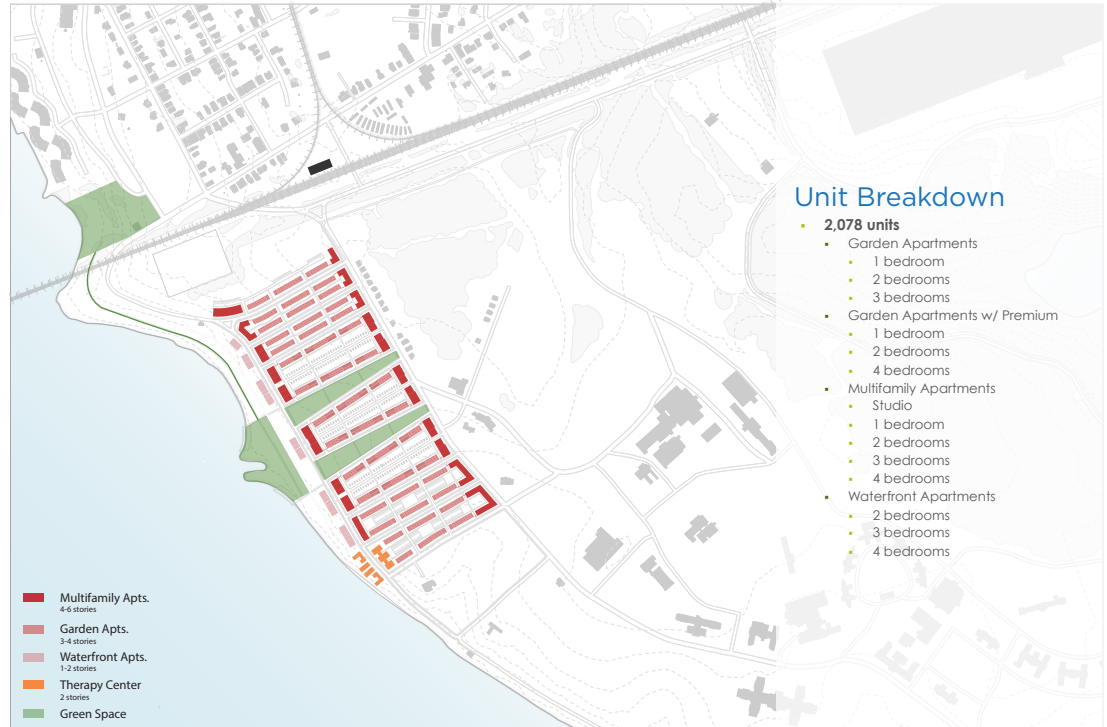 Unit Breakdown
2,078 units
Garden Apartments
1 bedroom
2 bedrooms
3 bedrooms
Garden Apartments w/ Premium
1 bedroom
2 bedrooms
4 bedrooms
Multifamily Apartments
Studio
1 bedroom
2 bedrooms
3 bedrooms
4 bedrooms
Waterfront Apartments
2 bedrooms
3 bedrooms
4 bedrooms
Multifamily Apts.
4-6 stories
Garden Apts.
3-4 stories
Waterfront Apts.
1-2 stories
Therapy Center
2 stories
Green Space